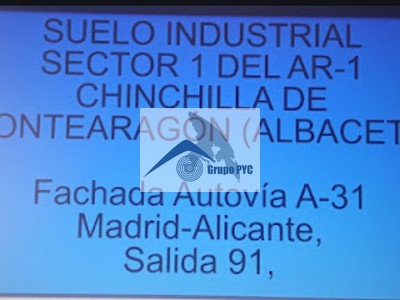 SUELO INDUSTRIAL
SECTOR 1 DEL AR-1
CHINCHILLA DE
ONTEARAGÓN (ALBACET
Grupo PYC
Fachada Autovía A-31
Madrid-Alicante,
Salida 91,